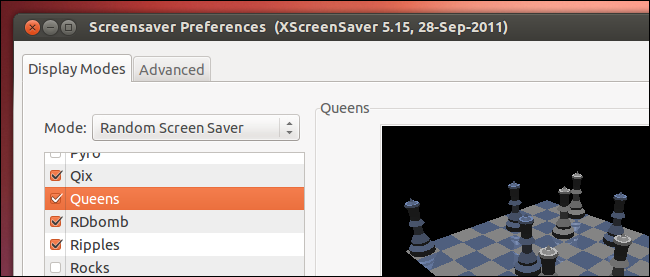 Screensaver Preferences (XScreenSaver 5.15, 28-Sep-2011)
Display Modes Advanced
Mode: Random Screen Saver
Queens
Pyro
Qix
Queens
RDbomb
Ripples
Rocks